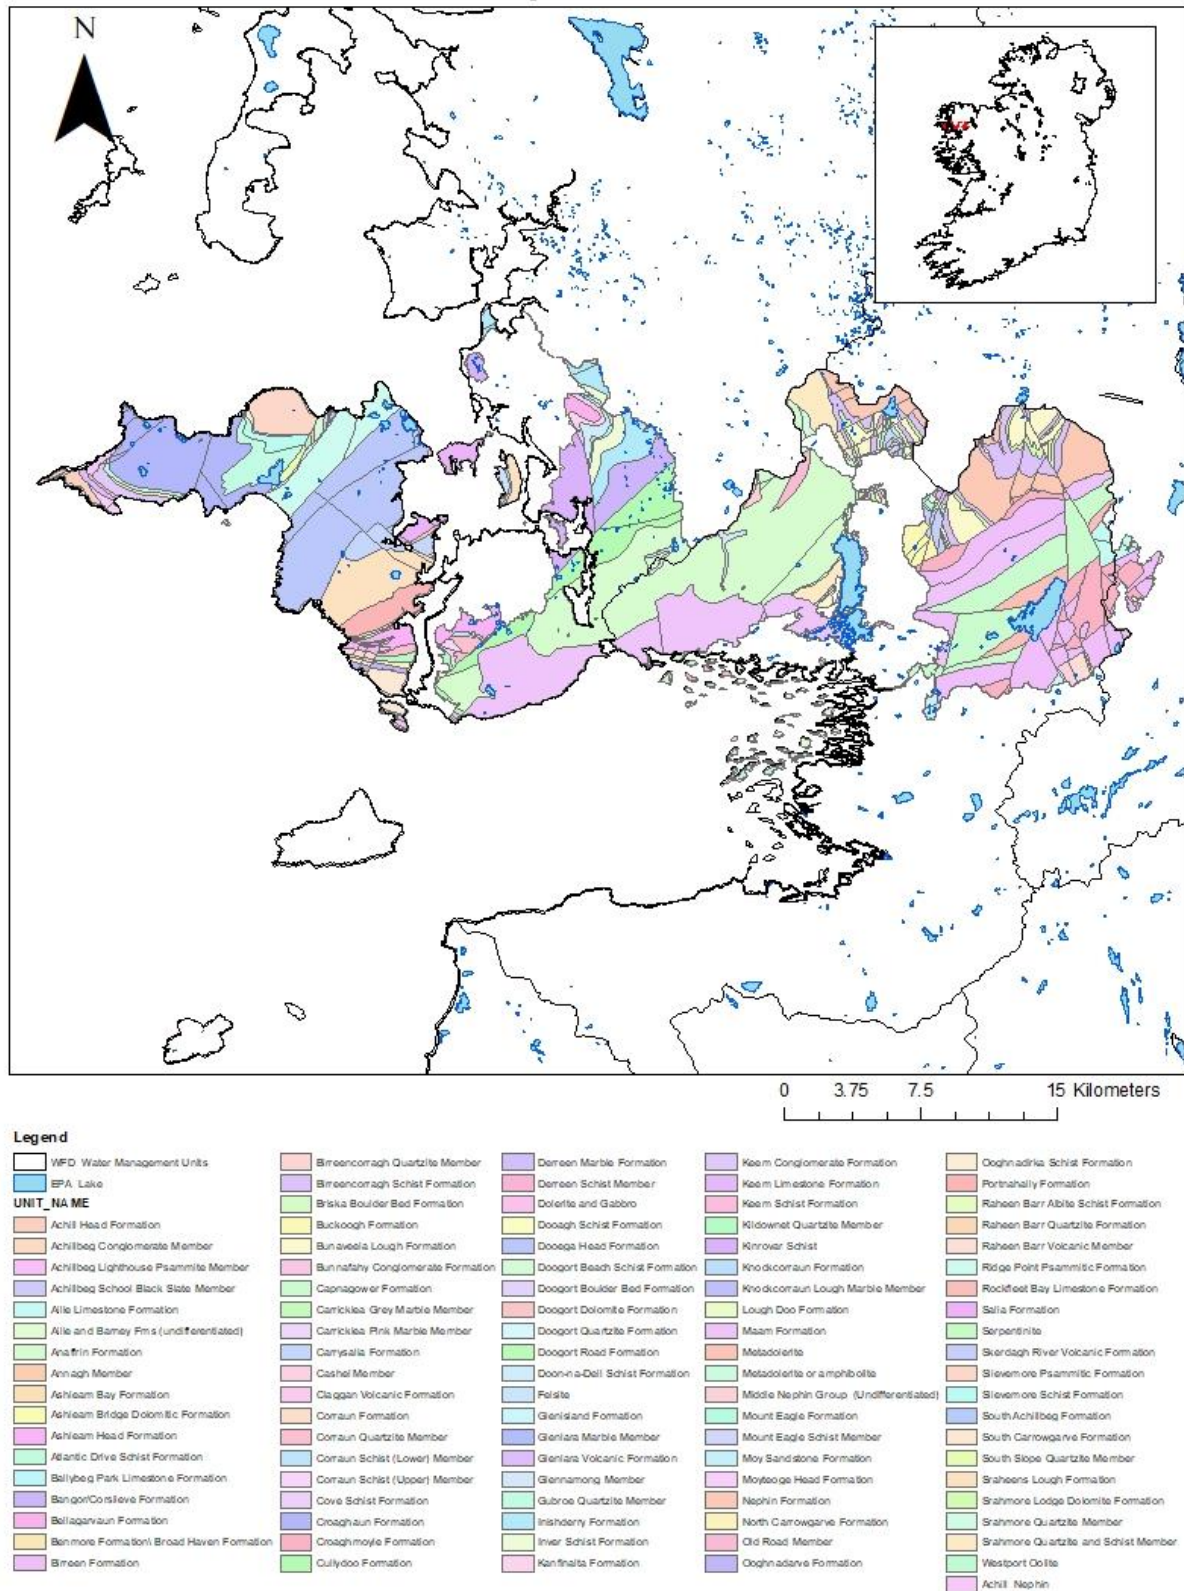 N
0 3.75 7.5 15 Kilometers
Legend
WFD Water Management Units
EPA Lake
UNIT_NAME
Achill Head Formation
Achillbeg Conglomerate Member
Achillbeg Lighthouse Psammite Member
Achillbeg School Black Slate Member
Aille Limestone Formation
Aille and Barney Fms (undifferentiated)
Anaffrin Formation
Annagh Member
Ashleam Bay Formation
Ashleam Bridge Dolomitic Formation
Ashleam Head Formation
Atlantic Drive Schist Formation
Ballybeg Park Limestone Formation
Bangor/Corslieve Formation
Bellagarvaun Formation
Benmore Formation\ Broad Haven Formation
Birreen Formation
Birreencorragh Quartzite Member
Birreencorragh Schist Formation
Briska Boulder Bed Formation
Buckoogh Formation
Bunaveela Lough Formation
Bunnafahy Conglomerate Formation
Capnagower Formation
Carricklea Grey Marble Member
Carricklea Pink Marble Member
Carrysalia Formation
Cashel Member
Claggan Volcanic Formation
Corraun Formation
Corraun Quartzite Member
Corraun Schist (Lower) Member
Corraun Schist (Upper) Member
Cove Schist Formation
Croaghaun Formation
Croaghmoyle Formation
Cullydoo Formation
Derreen Marble Formation
Derreen Schist Member
Dolerite and Gabbro
Dooagh Schist Formation
Dooega Head Formation
Doogort Beach Schist Formation
Doogort Boulder Bed Formation
Doogort Dolomite Formation
Doogort Quartzite Formation
Doogort Road Formation
Doon-na-Dell Schist Formation
Felsite
Glenisland Formation
Glenlara Marble Member
Glenlara Volcanic Formation
Glennamong Member
Gubroe Quartzite Member
Inishderry Formation
Inver Schist Formation
Kanfinalta Formation
Keem Conglomerate Formation
Keem Limestone Formation
Keem Schist Formation
Kildownet Quartzite Member
Kinrovar Schist
Knockcorraun Formation
Knockcorraun Lough Marble Member
Lough Doo Formation
Maam Formation
Metadolerite
Metadolerite or amphibolite
Middle Nephin Group (Undifferentiated)
Mount Eagle Formation
Mount Eagle Schist Member
Moy Sandstone Formation
Moyteoge Head Formation
Nephin Formation
North Carrowgarve Formation
Old Road Member
Ooghnadarve Formation
Ooghnadirka Schist Formation
Portnahally Formation
Raheen Barr Albite Schist Formation
Raheen Barr Quartzite Formation
Raheen Barr Volcanic Member
Ridge Point Psammitic Formation
Rockfleet Bay Limestone Formation
Salia Formation
Serpentinite
Skerdagh River Volcanic Formation
Slievemore Psammitic Formation
Slievemore Schist Formation
South Achillbeg Formation
South Carrowgarve Formation
South Slope Quartzite Member
Sraheens Lough Formation
Srahmore Lodge Dolomite Formation
Srahmore Quartzite Member
Srahmore Quartzite and Schist Member
Westport Oolite
Achill_Nephin